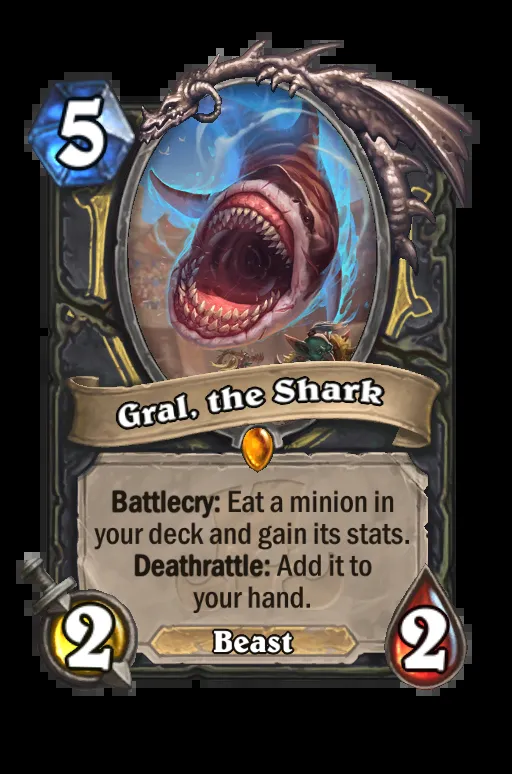 5
Gral, the Shark
Battlecry: Eat a minion in
your deck and gain its stats.
Deathrattle: Add it to
your hand.
2
Beast
2